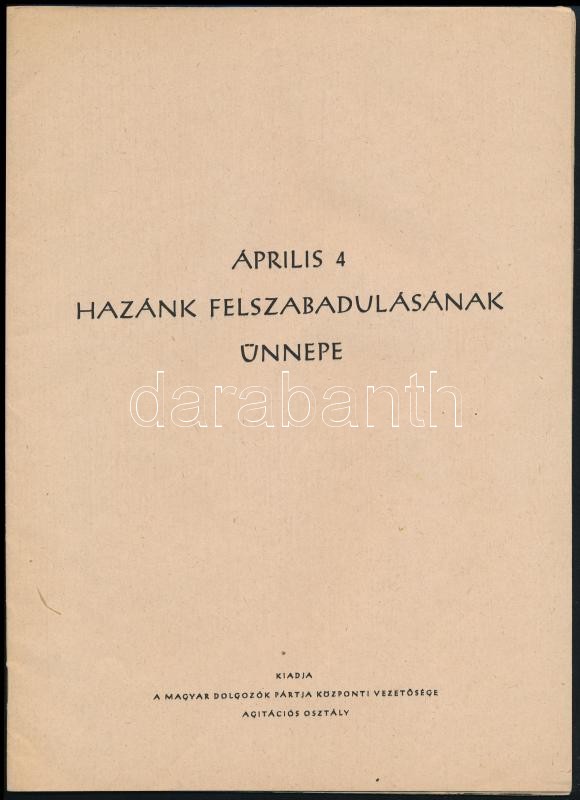 ÁPRILIS 4
HAZÁNK FELSZABADULÁSÁNAK
ÜNNEPE
darabanth
KIADJA
A MAGYAR DOLGOZÓK PÁRTJA KÖZPONTI VEZETŐSÉGE
AGITÁCIÓS OSZTÁLY